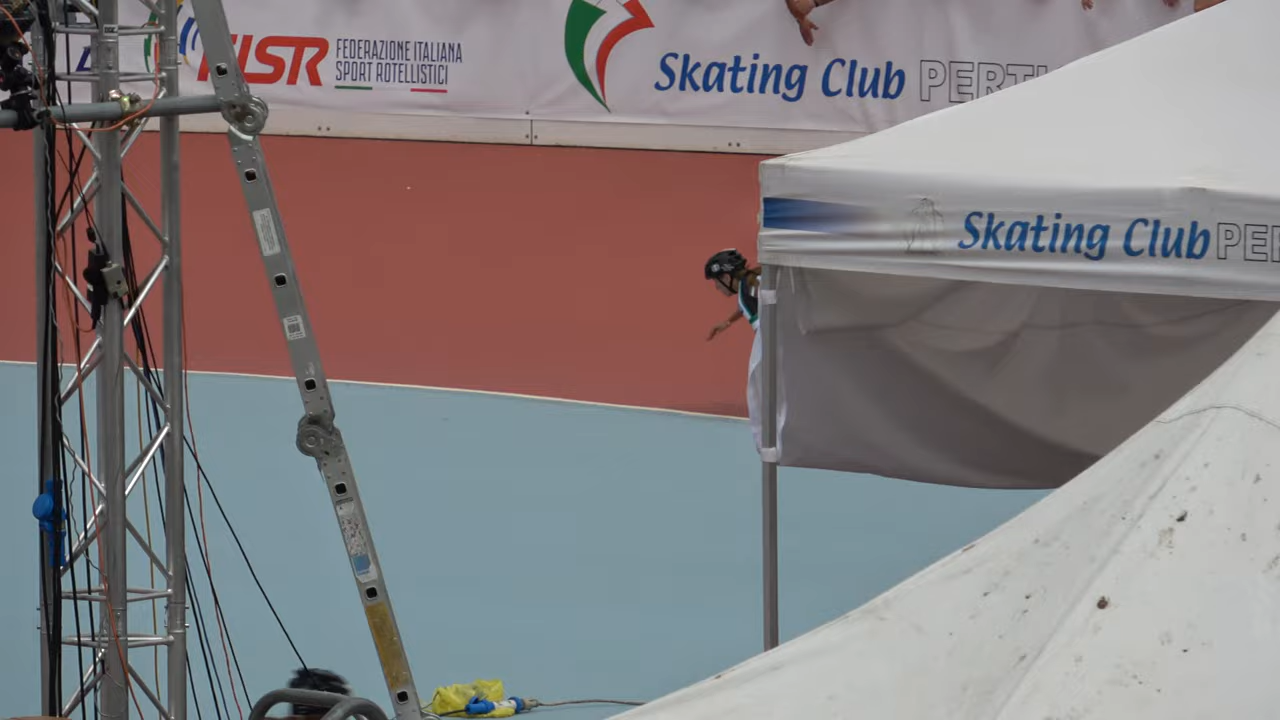 FISR
FEDERAZIONE ITALIANA
SPORT ROTELLISTICI
Skating Club
Skating Club